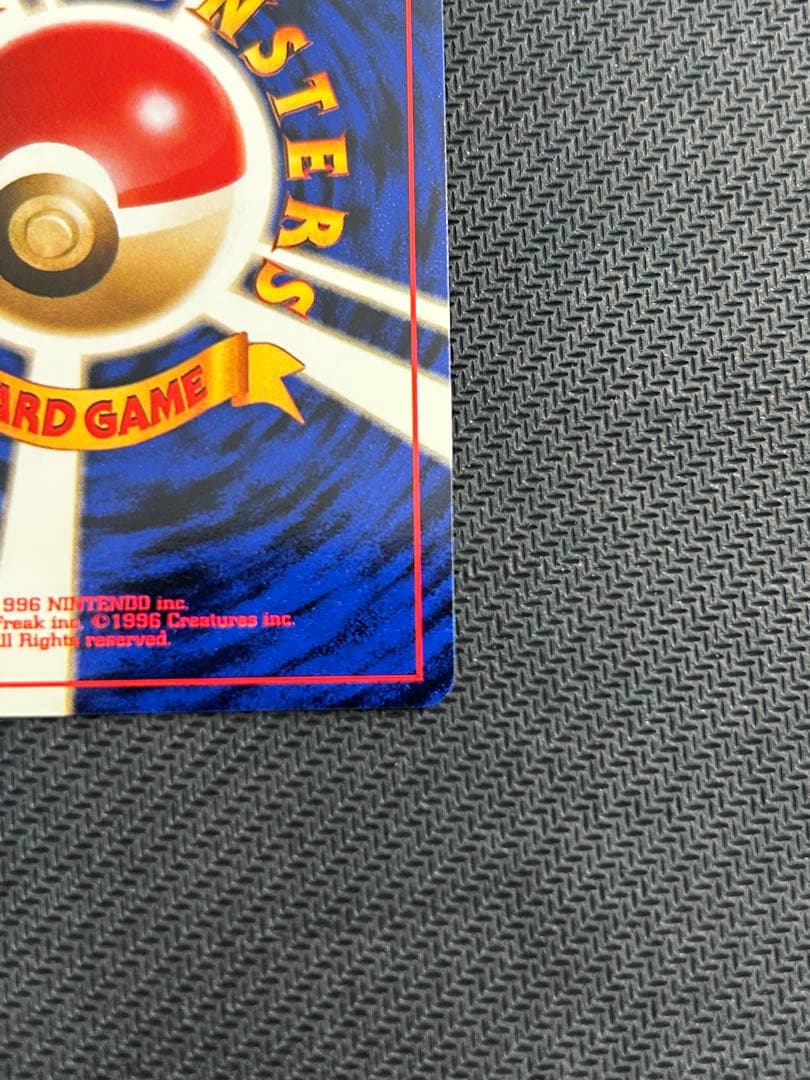 NSTERS
ARD GAME
996 NINTENDO inc.
Freak inc. ©1996 Creatures inc.
ll Rights reserved.